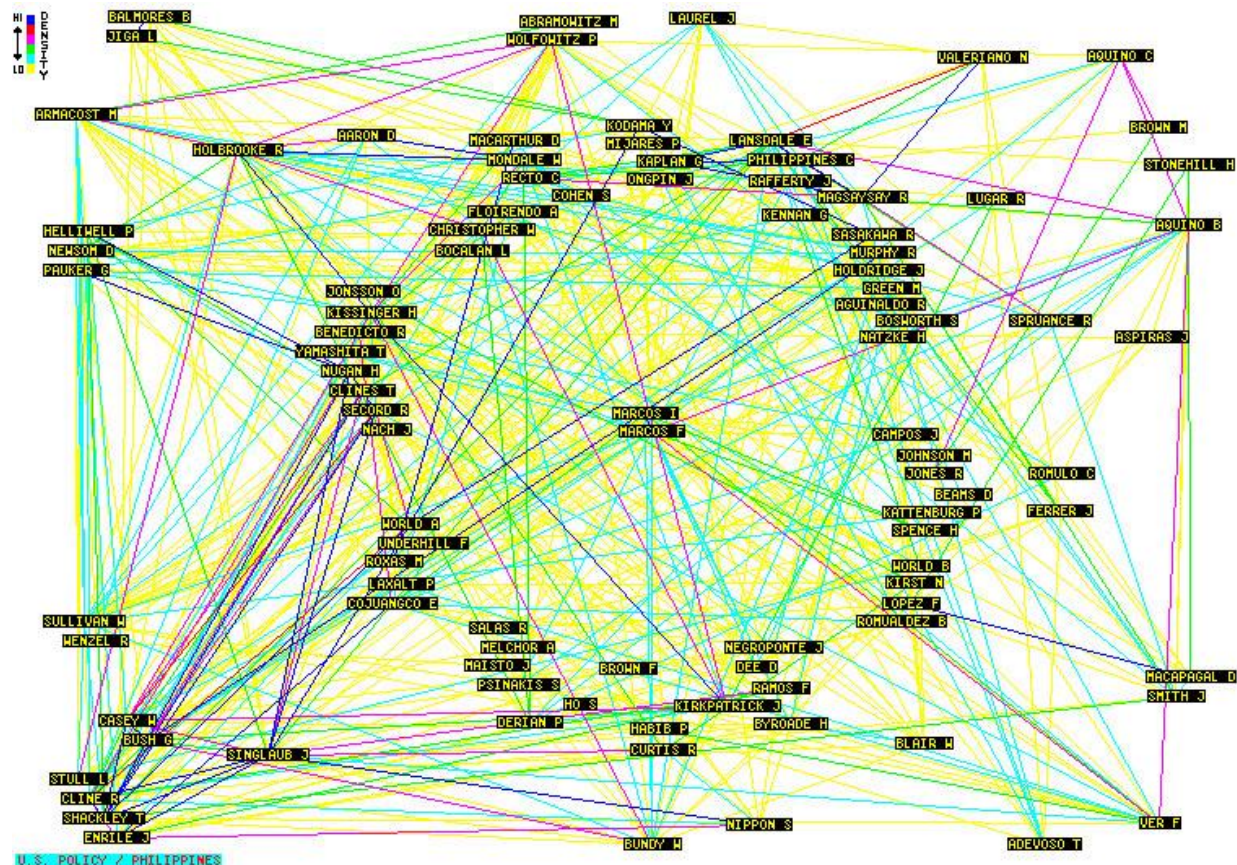 HI
DENSITY
LO
BALMORES B
JIGA L
ABRAMOWITZ M
WOLFOWITZ P
LAUREL J
VALERIANO N
AQUINO C
ARMACOST M
HOLBROOKE R
AARON D
MACARTHUR D
MONDALE W
RECTO C
COHEN S
FLOIRENDO A
CHRISTOPHER W
BOCALAN L
KODAMA Y
MIJARES P
KAPLAN G
ONGPIN J
LANSDALE E
PHILIPPINES C
RAFFERTY J
MAGSAYSAY R
KENNAN G
SASAKAWA R
MURPHY R
HOLDRIDGE J
GREEN M
AGUINALDO R
BOSWORTH S
NATZKE H
LUGAR R
BROWN M
STONEHILL H
AQUINO B
SPRUANCE R
ASPIRAS J
HELLIWELL P
NEWSOM D
PAUKER G
JONSSON O
KISSINGER H
BENEDICTO R
YAMASHITA T
NUGAN H
CLINES T
SECORD R
NACH J
MARCOS I
MARCOS F
CAMPOS J
JOHNSON M
JONES R
BEAMS D
KATTENBURG P
SPENCE H
ROMULO C
FERRER J
WORLD A
UNDERHILL F
ROXAS M
LAXALT P
COJUANGCO E
WORLD B
KIRST N
LOPEZ F
ROMUALDEZ B
SULLIVAN W
WENZEL R
SALAS R
MELCHOR A
MAISTO J
PSINAKIS S
BROWN F
NEGROPONTE J
DEE D
RAMOS F
MACAPAGAL D
SMITH J
CASEY W
BUSH G
SINGLAUB J
HO S
DERIAN P
KIRKPATRICK J
HABIB P
CURTIS R
BYROADE H
BLAIR W
STULL L
CLINE R
SHACKLEY T
ENRILE J
NIPPON S
BUNDY W
VER F
ADEVOSO T
U.S. POLICY / PHILIPPINES